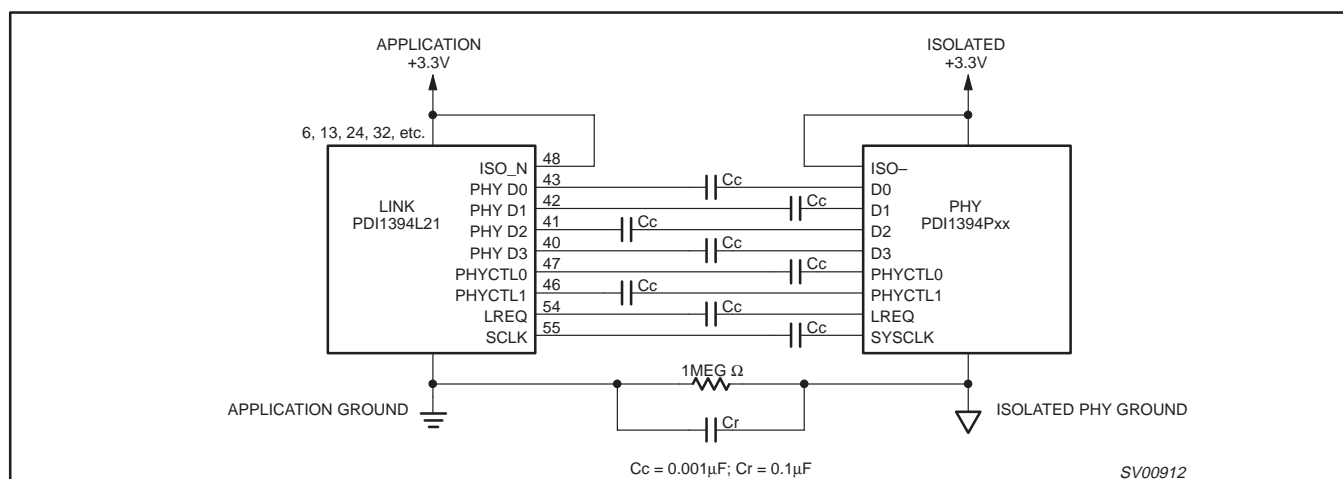 APPLICATION
+3.3V
ISOLATED
+3.3V
6, 13, 24, 32, etc.
LINK
PDI1394L21
PHY
PDI1394Pxx
ISO_N 48 ISO–
PHY D0 43 Cc D0
PHY D1 42 Cc D1
PHY D2 41 Cc D2
PHY D3 40 Cc D3
PHYCTL0 47 Cc PHYCTL0
PHYCTL1 46 Cc PHYCTL1
LREQ 54 Cc LREQ
SCLK 55 Cc SYSCLK
1MEG Ω
APPLICATION GROUND
ISOLATED PHY GROUND
Cr
Cc = 0.001µF; Cr = 0.1µF
SV00912